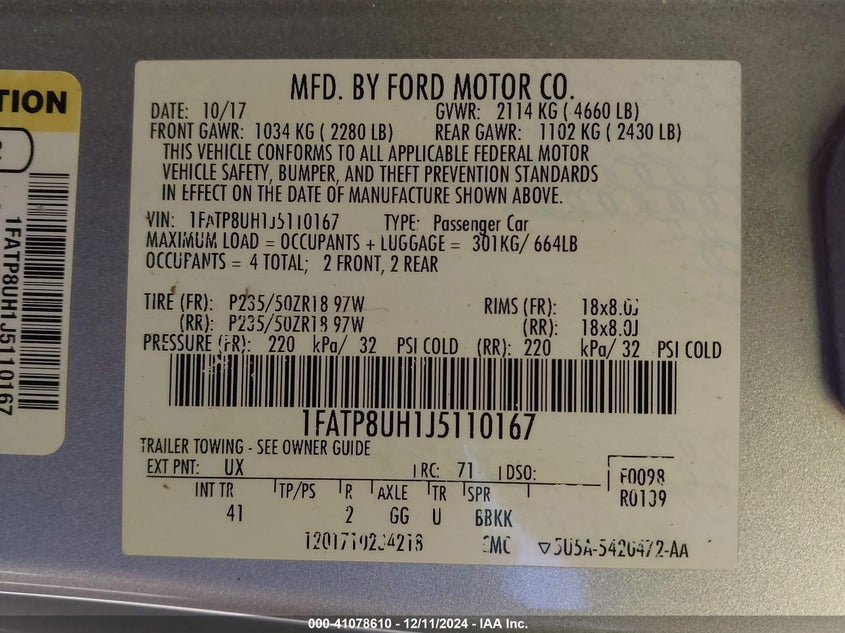 TION
1FATP8UH1J5110167
MFD. BY FORD MOTOR CO.
DATE: 10/17 GVWR: 2114 KG ( 4660 LB)
FRONT GAWR: 1034 KG ( 2280 LB) REAR GAWR: 1102 KG ( 2430 LB)
THIS VEHICLE CONFORMS TO ALL APPLICABLE FEDERAL MOTOR
VEHICLE SAFETY, BUMPER, AND THEFT PREVENTION STANDARDS
IN EFFECT ON THE DATE OF MANUFACTURE SHOWN ABOVE.
VIN: 1FATP8UH1J5110167 TYPE: Passenger Car
MAXIMUM LOAD = OCCUPANTS + LUGGAGE = 301KG/ 664LB
OCCUPANTS = 4 TOTAL; 2 FRONT, 2 REAR
TIRE (FR): P235/50ZR18 97W RIMS (FR): 18x8.0J
(RR): P235/50ZR18 97W (RR): 18x8.0J
PRESSURE (FR): 220 kPa/ 32 PSI COLD (RR): 220 kPa/ 32 PSI COLD
1FATP8UH1J5110167
TRAILER TOWING - SEE OWNER GUIDE
EXT PNT: UX RC: 71 DSO: F0098
R0139
INT TR TP/PS R AXLE TR SPR
41 2 GG U BBKK
▽5U5A-5420472-AA
000-41078610 - 12/11/2024 - IAA Inc.